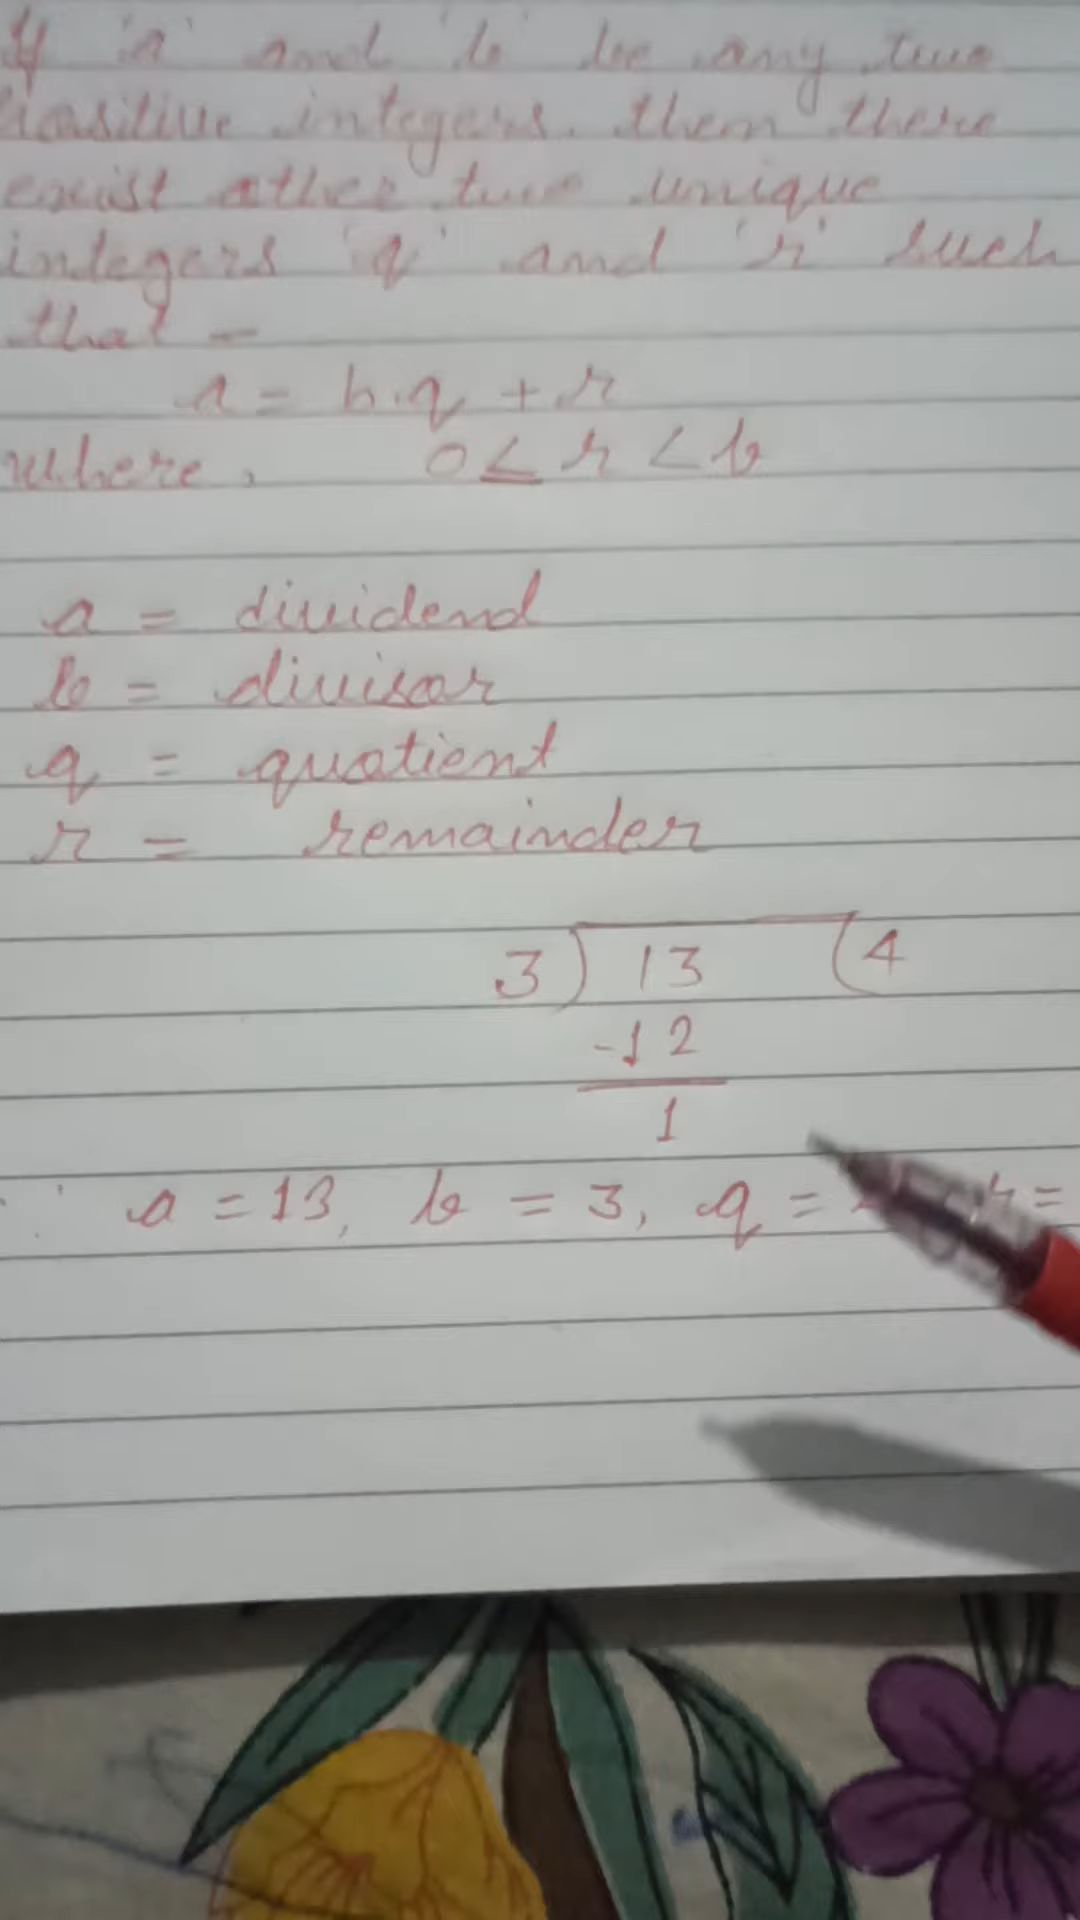 If 'a' and 'b' be any two
positive integers. then there
exist other two unique
integers 'q' and 'r' such
that -
a = b.q + r
where, 0 ≤ r < b
a = dividend
b = divisor
q = quotient
r = remainder
3 ) 13 ( 4
-12
1
a = 13, b = 3, q = r =